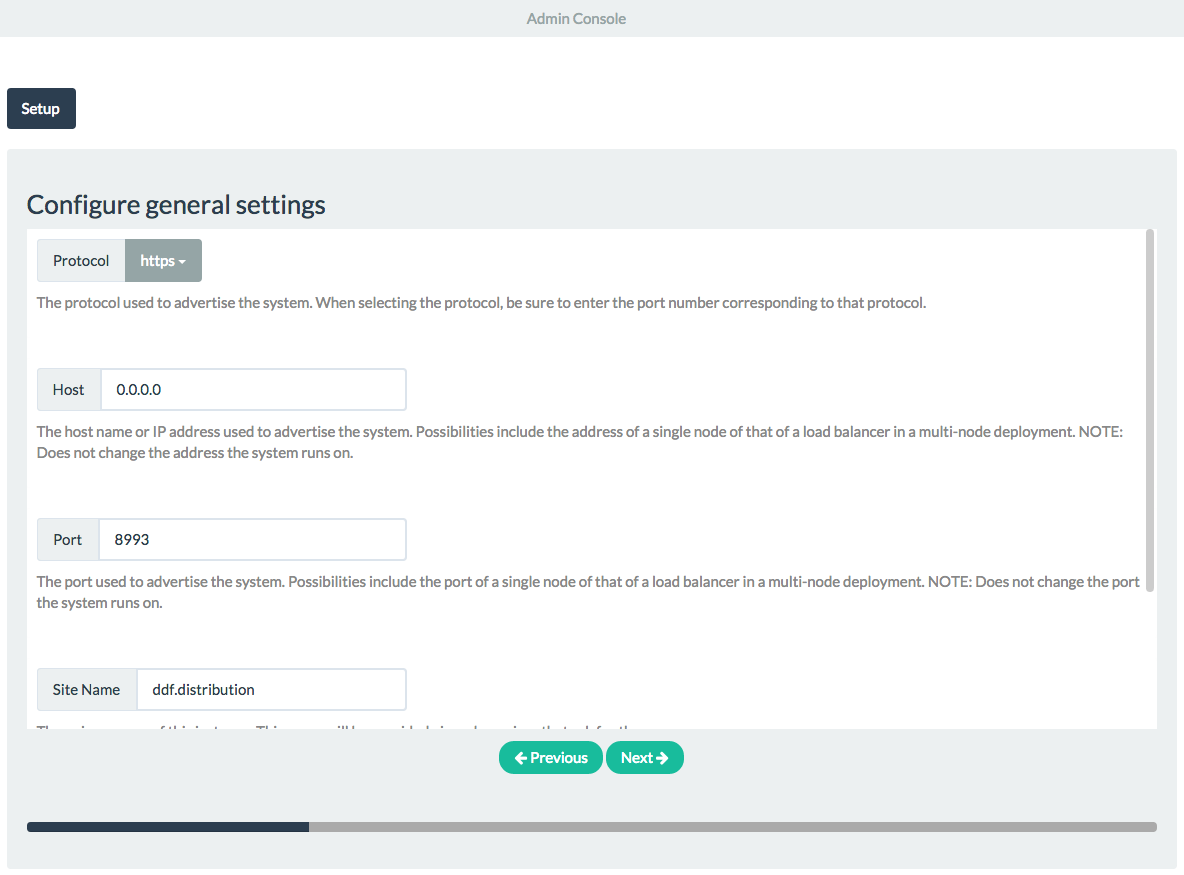 Admin Console
Setup
Configure general settings
Protocol https
The protocol used to advertise the system. When selecting the protocol, be sure to enter the port number corresponding to that protocol.
Host 0.0.0.0
The host name or IP address used to advertise the system. Possibilities include the address of a single node of that of a load balancer in a multi-node deployment. NOTE:
Does not change the address the system runs on.
Port 8993
The port used to advertise the system. Possibilities include the port of a single node of that of a load balancer in a multi-node deployment. NOTE: Does not change the port
the system runs on.
Site Name ddf.distribution
Previous Next